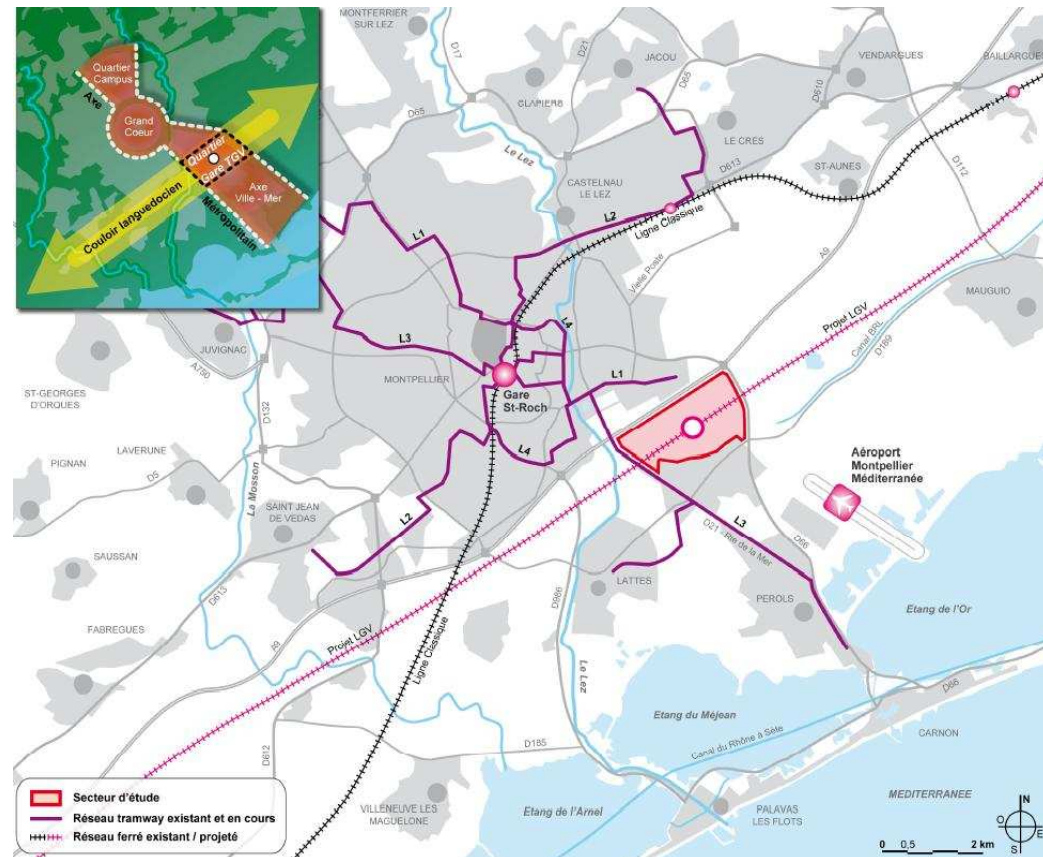 Quartier
Campus
Axe
Grand
Coeur
Quartier
Gare TGV
Axe
Ville - Mer
Couloir languedocien
Métropolitain
MONTFERRIER
SUR LEZ
D17
D21
JACOU
D65
CLAPIERS
D65
VENDARGUES
D610
BAILLARGUES
LE CRES
Le Lez
D613
ST-AUNES
D112
CASTELNAU
LE LEZ
L2
Ligne Classique
L1
Vielle Poste
A9
MAUGUIO
Projet LGV
Canal BRL
D189
L4
L3
JUVIGNAC
A750
MONTPELLIER
Gare
St-Roch
L1
ST-GEORGES
D'ORQUES
D132
LAVERUNE
PIGNAN
D5
La Mosson
L4
Aéroport
Montpellier
Méditerranée
SAINT JEAN
DE VEDAS
L2
L3
D21 - Rte de la Mer
D66
SAUSSAN
D613
LATTES
D986
PEROLS
Etang de l'Or
FABREGUES
A9
Projet LGV
Ligne Classique
Le Lez
D66
Etang du Méjean
CARNON
Canal du Rhône à Sète
D612
D185
MEDITERRANEE
VILLENEUVE LES
MAGUELONE
Etang de l'Arnel
PALAVAS
LES FLOTS
Secteur d'étude
Réseau tramway existant et en cours
Réseau ferré existant / projeté
N
O
E
S
0 0,5 2 km